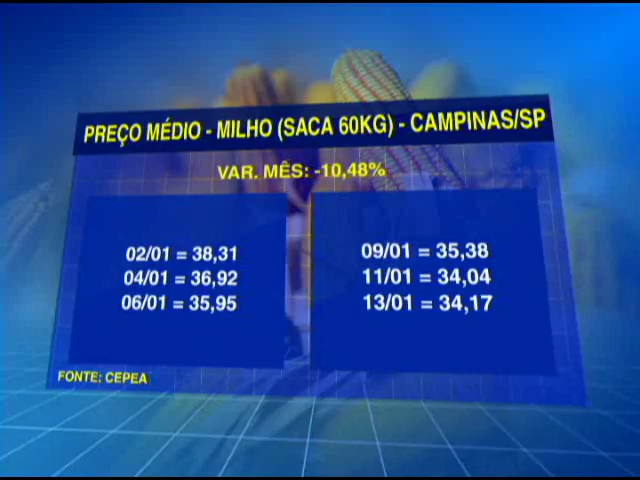 PREÇO MÉDIO - MILHO (SACA 60KG) - CAMPINAS/SP
VAR. MÊS: -10,48%
02/01 = 38,31
04/01 = 36,92
06/01 = 35,95
09/01 = 35,38
11/01 = 34,04
13/01 = 34,17
FONTE: CEPEA